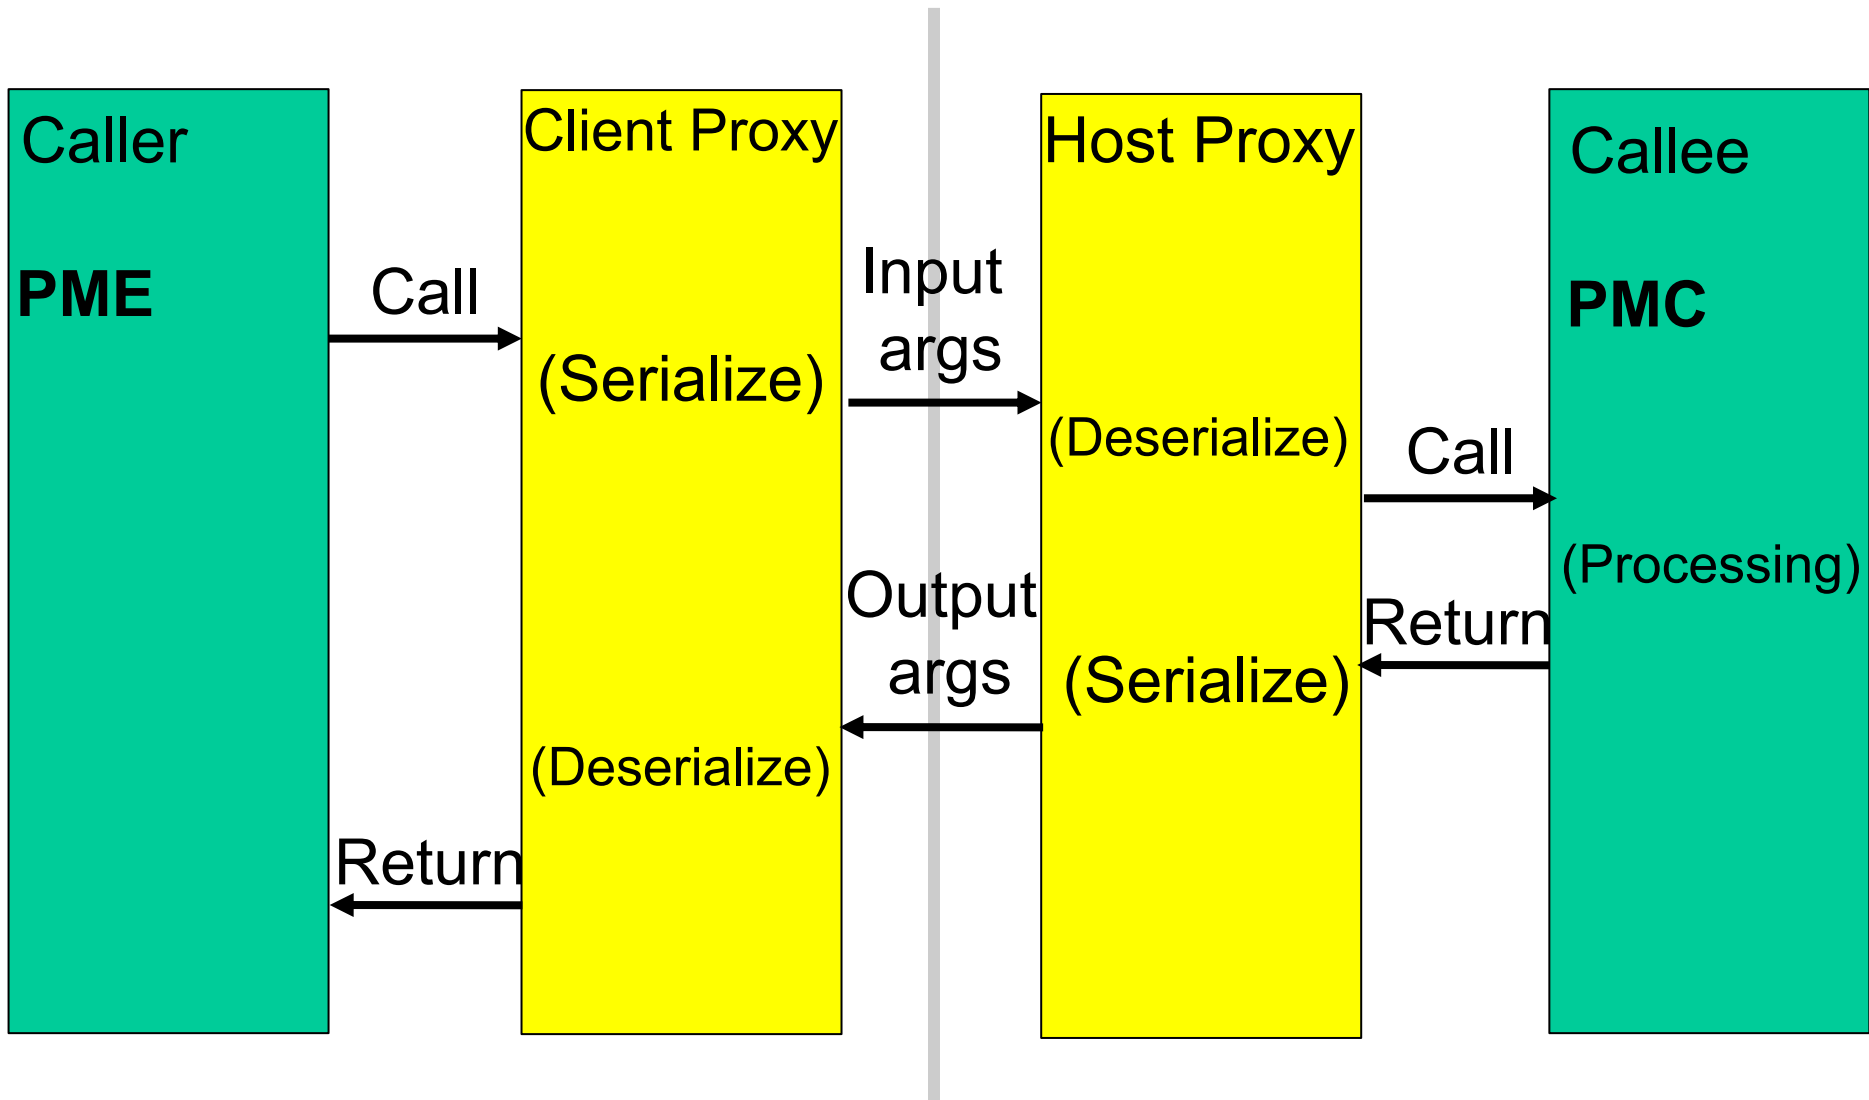 Caller
PME
Call
Client Proxy
(Serialize)
Input
args
Host Proxy
(Deserialize)
Call
Callee
PMC
(Processing)
Return
(Serialize)
Output
args
(Deserialize)
Return